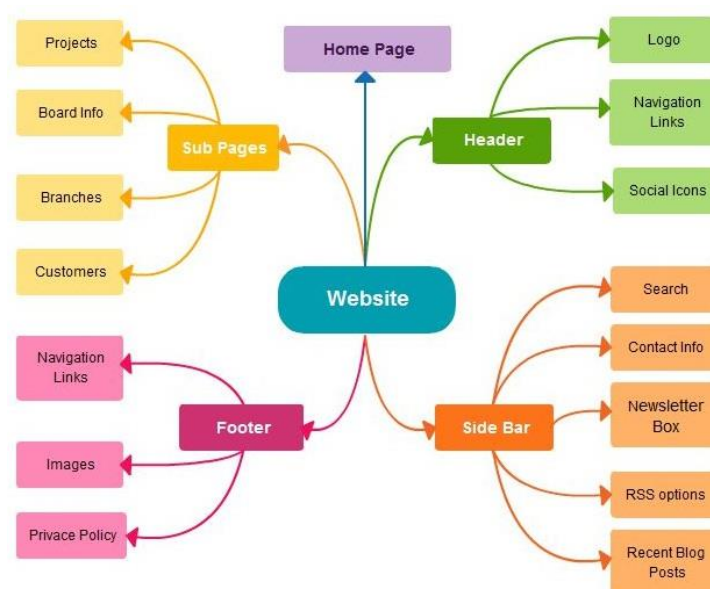 Home Page
Projects
Board Info
Branches
Customers
Sub Pages
Header
Logo
Navigation
Links
Social Icons
Website
Navigation
Links
Images
Privace Policy
Footer
Side Bar
Search
Contact Info
Newsletter
Box
RSS options
Recent Blog
Posts